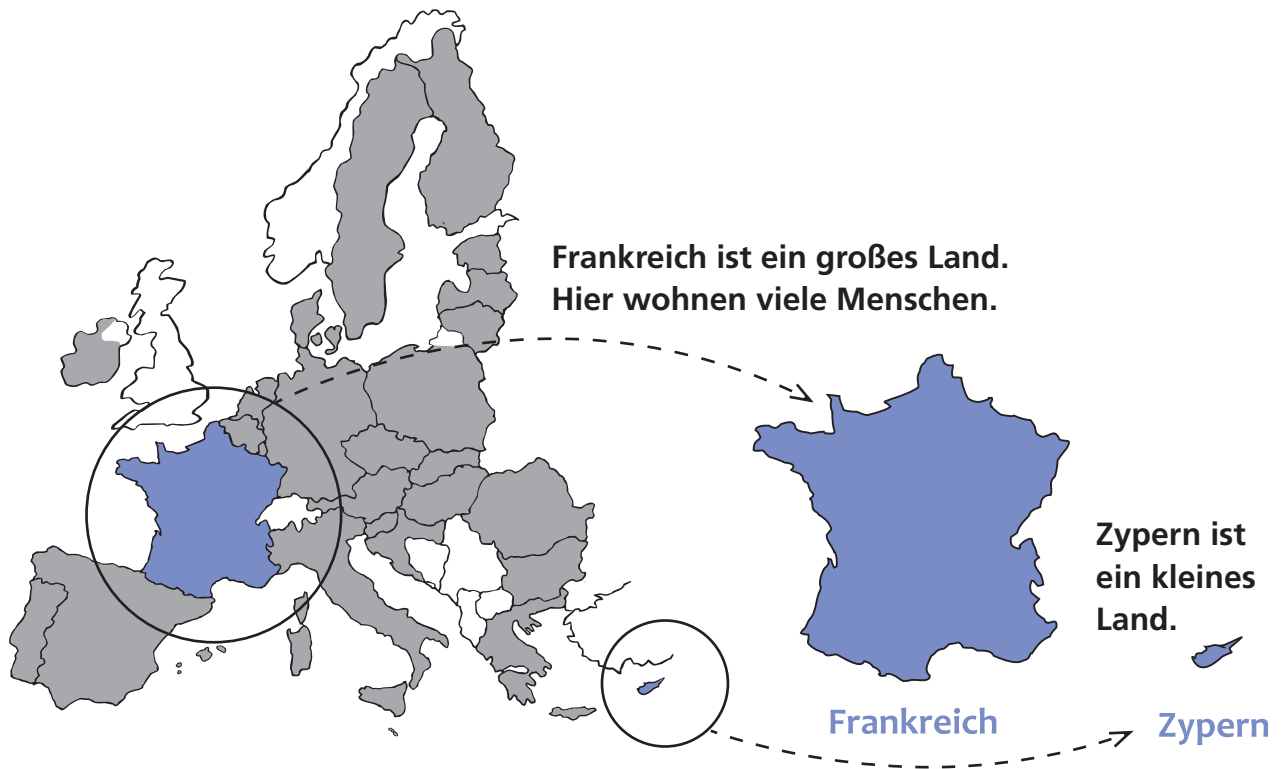 Frankreich ist ein großes Land.
Hier wohnen viele Menschen.
Zypern ist
ein kleines
Land.
Frankreich
Zypern